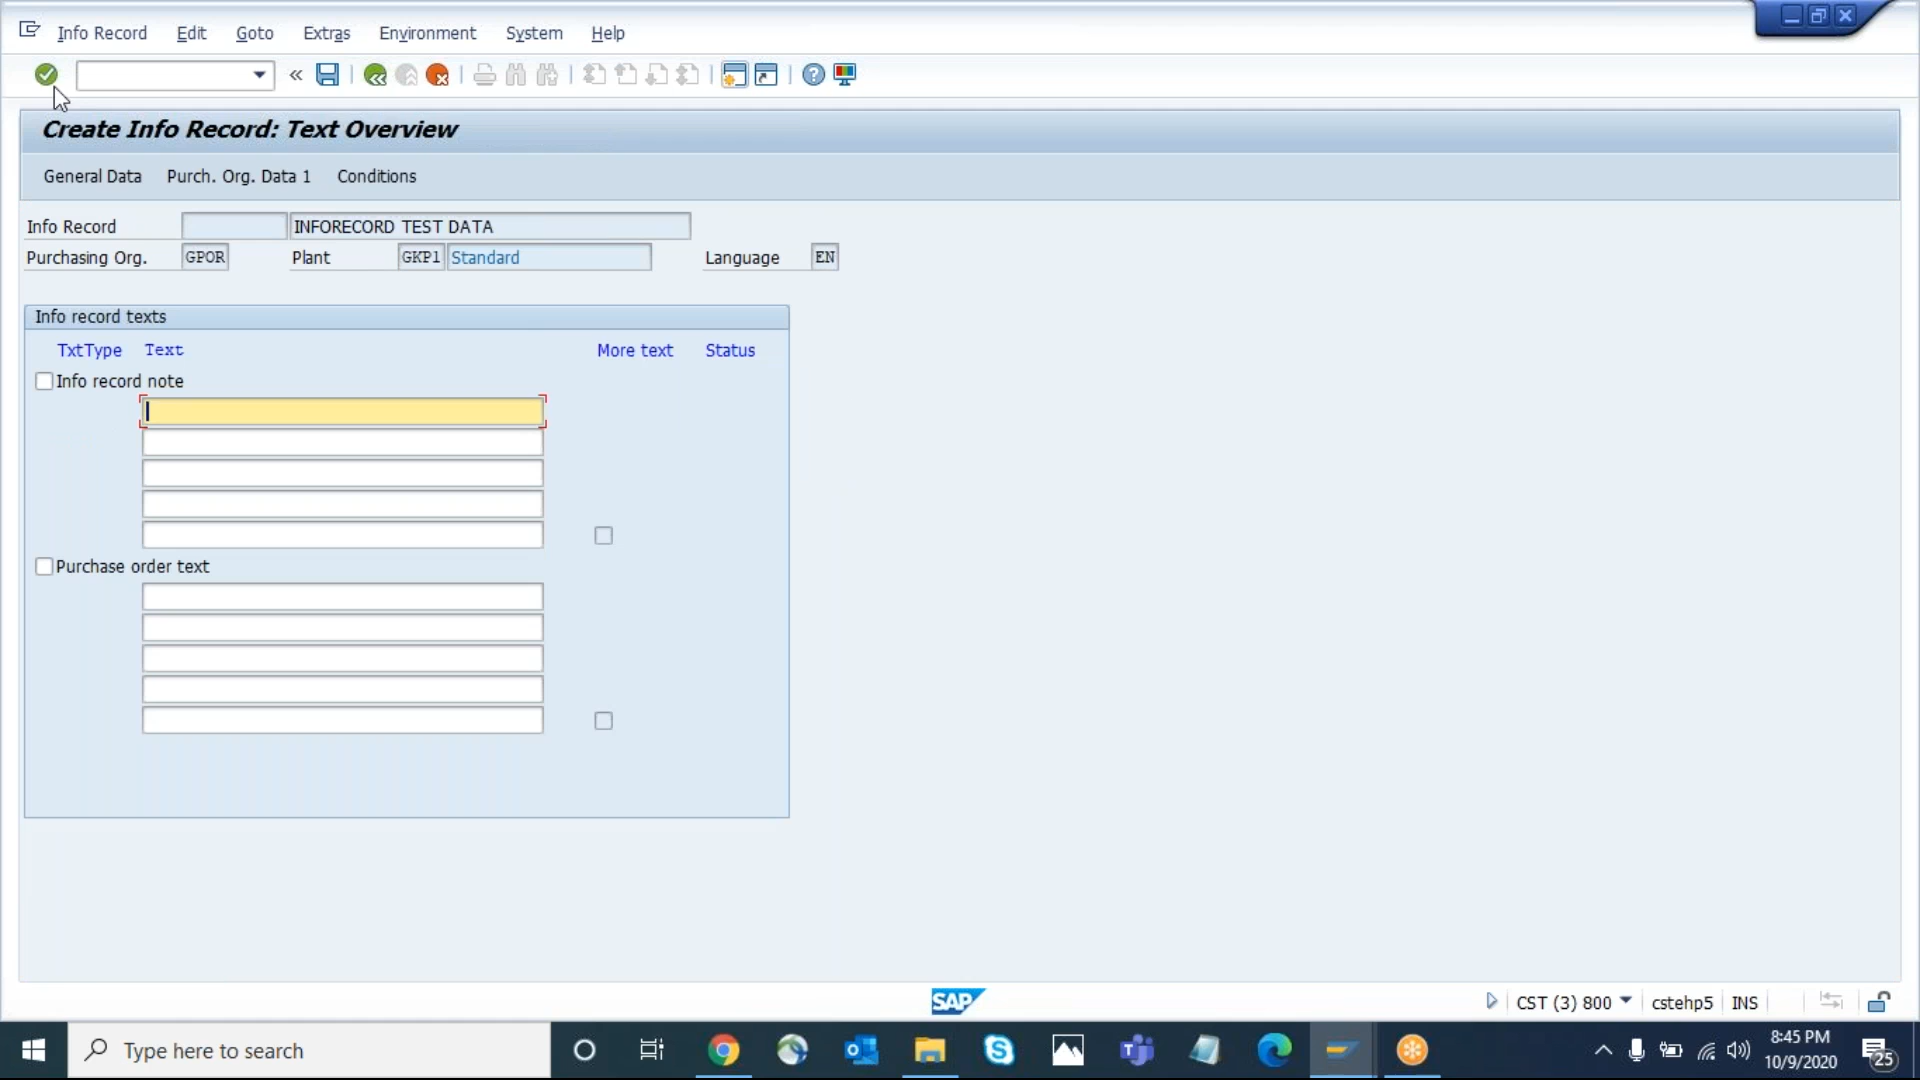 Info Record Edit Goto Extras Environment System Help
Create Info Record: Text Overview
General Data Purch. Org. Data 1 Conditions
Info Record INFORECORD TEST DATA
Purchasing Org. GPOR Plant GKP1 Standard Language EN
Info record texts
TxtType Text More text Status
Info record note
Purchase order text
SAP CST (3) 800 cstehp5 INS
Type here to search
8:45 PM
10/9/2020
25